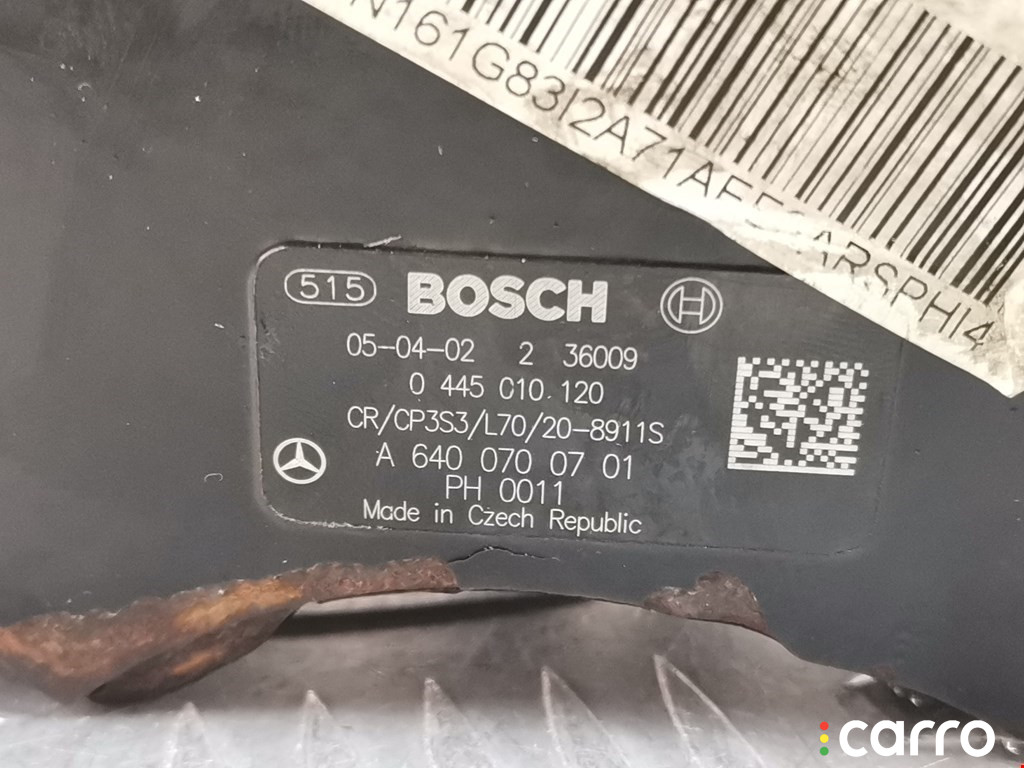 N161G83I2A71AE5
ARSPHI4
515 BOSCH H
05-04-02 2 36009
0 445 010 120
CR/CP3S3/L70/20-8911S
A 640 070 07 01
PH 0011
Made in Czech Republic
carro